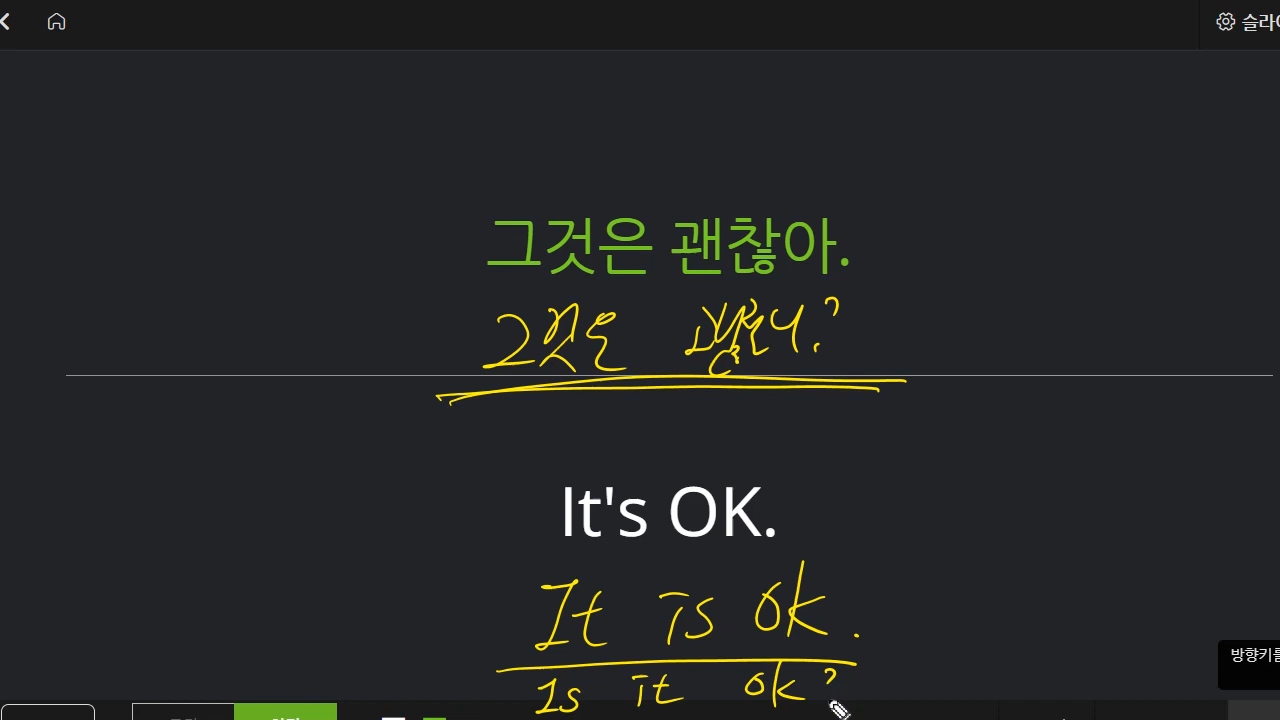 슬라이
그것은 괜찮아.
그것은 괜찮니?
It's OK.
It is ok.
Is it ok?
방향키를